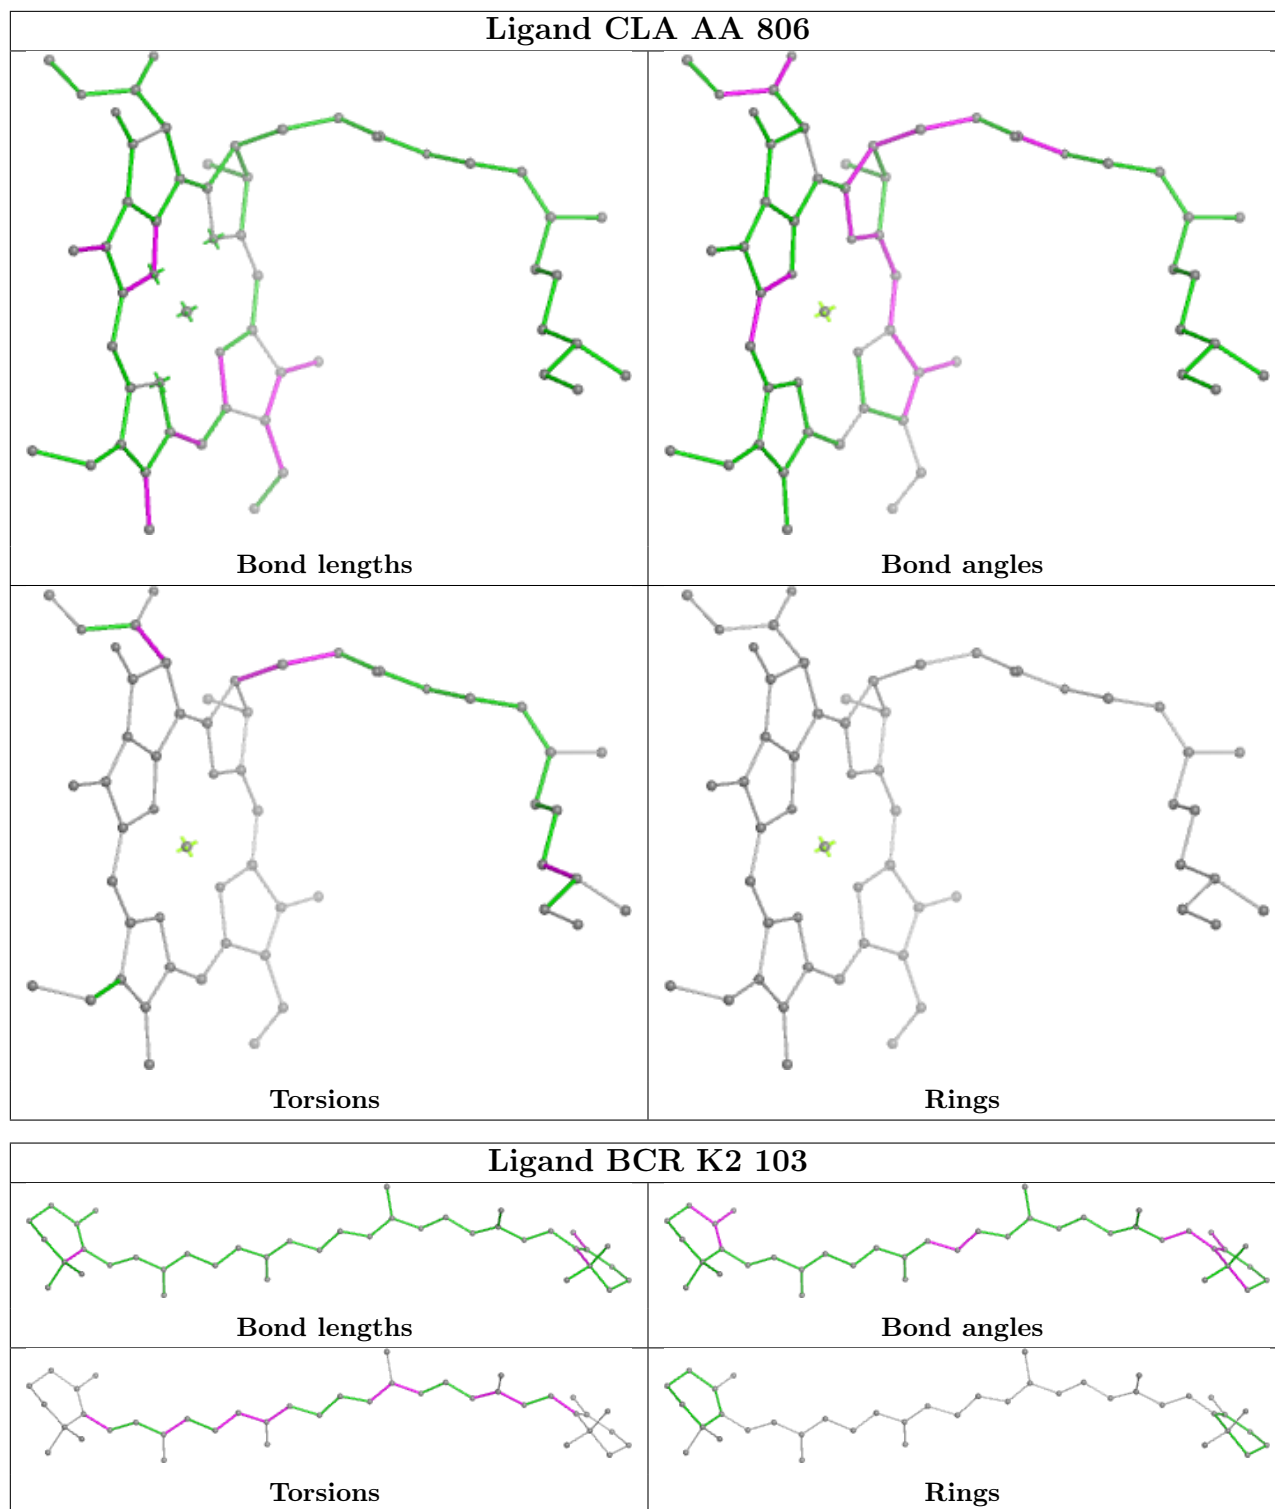 Ligand CLA AA 806
Bond lengths
Bond angles
Torsions
Rings
Ligand BCR K2 103
Bond lengths
Bond angles
Torsions
Rings